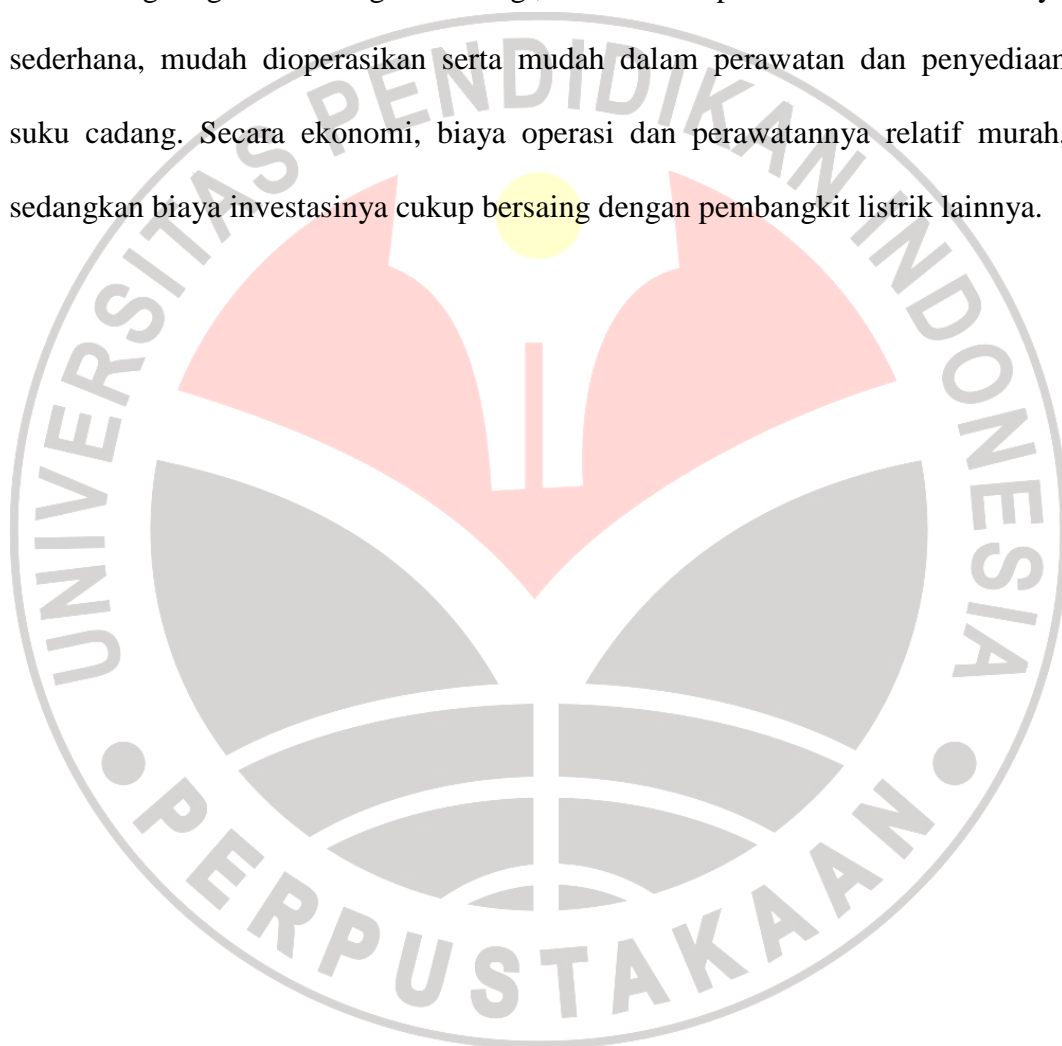 sederhana, mudah dioperasikan serta mudah dalam perawatan dan penyediaan
suku cadang. Secara ekonomi, biaya operasi dan perawatannya relatif murah,
sedangkan biaya investasinya cukup bersaing dengan pembangkit listrik lainnya.
UNIVERSITAS PENDIDIKAN INDONESIA
PERPUSTAKAAN